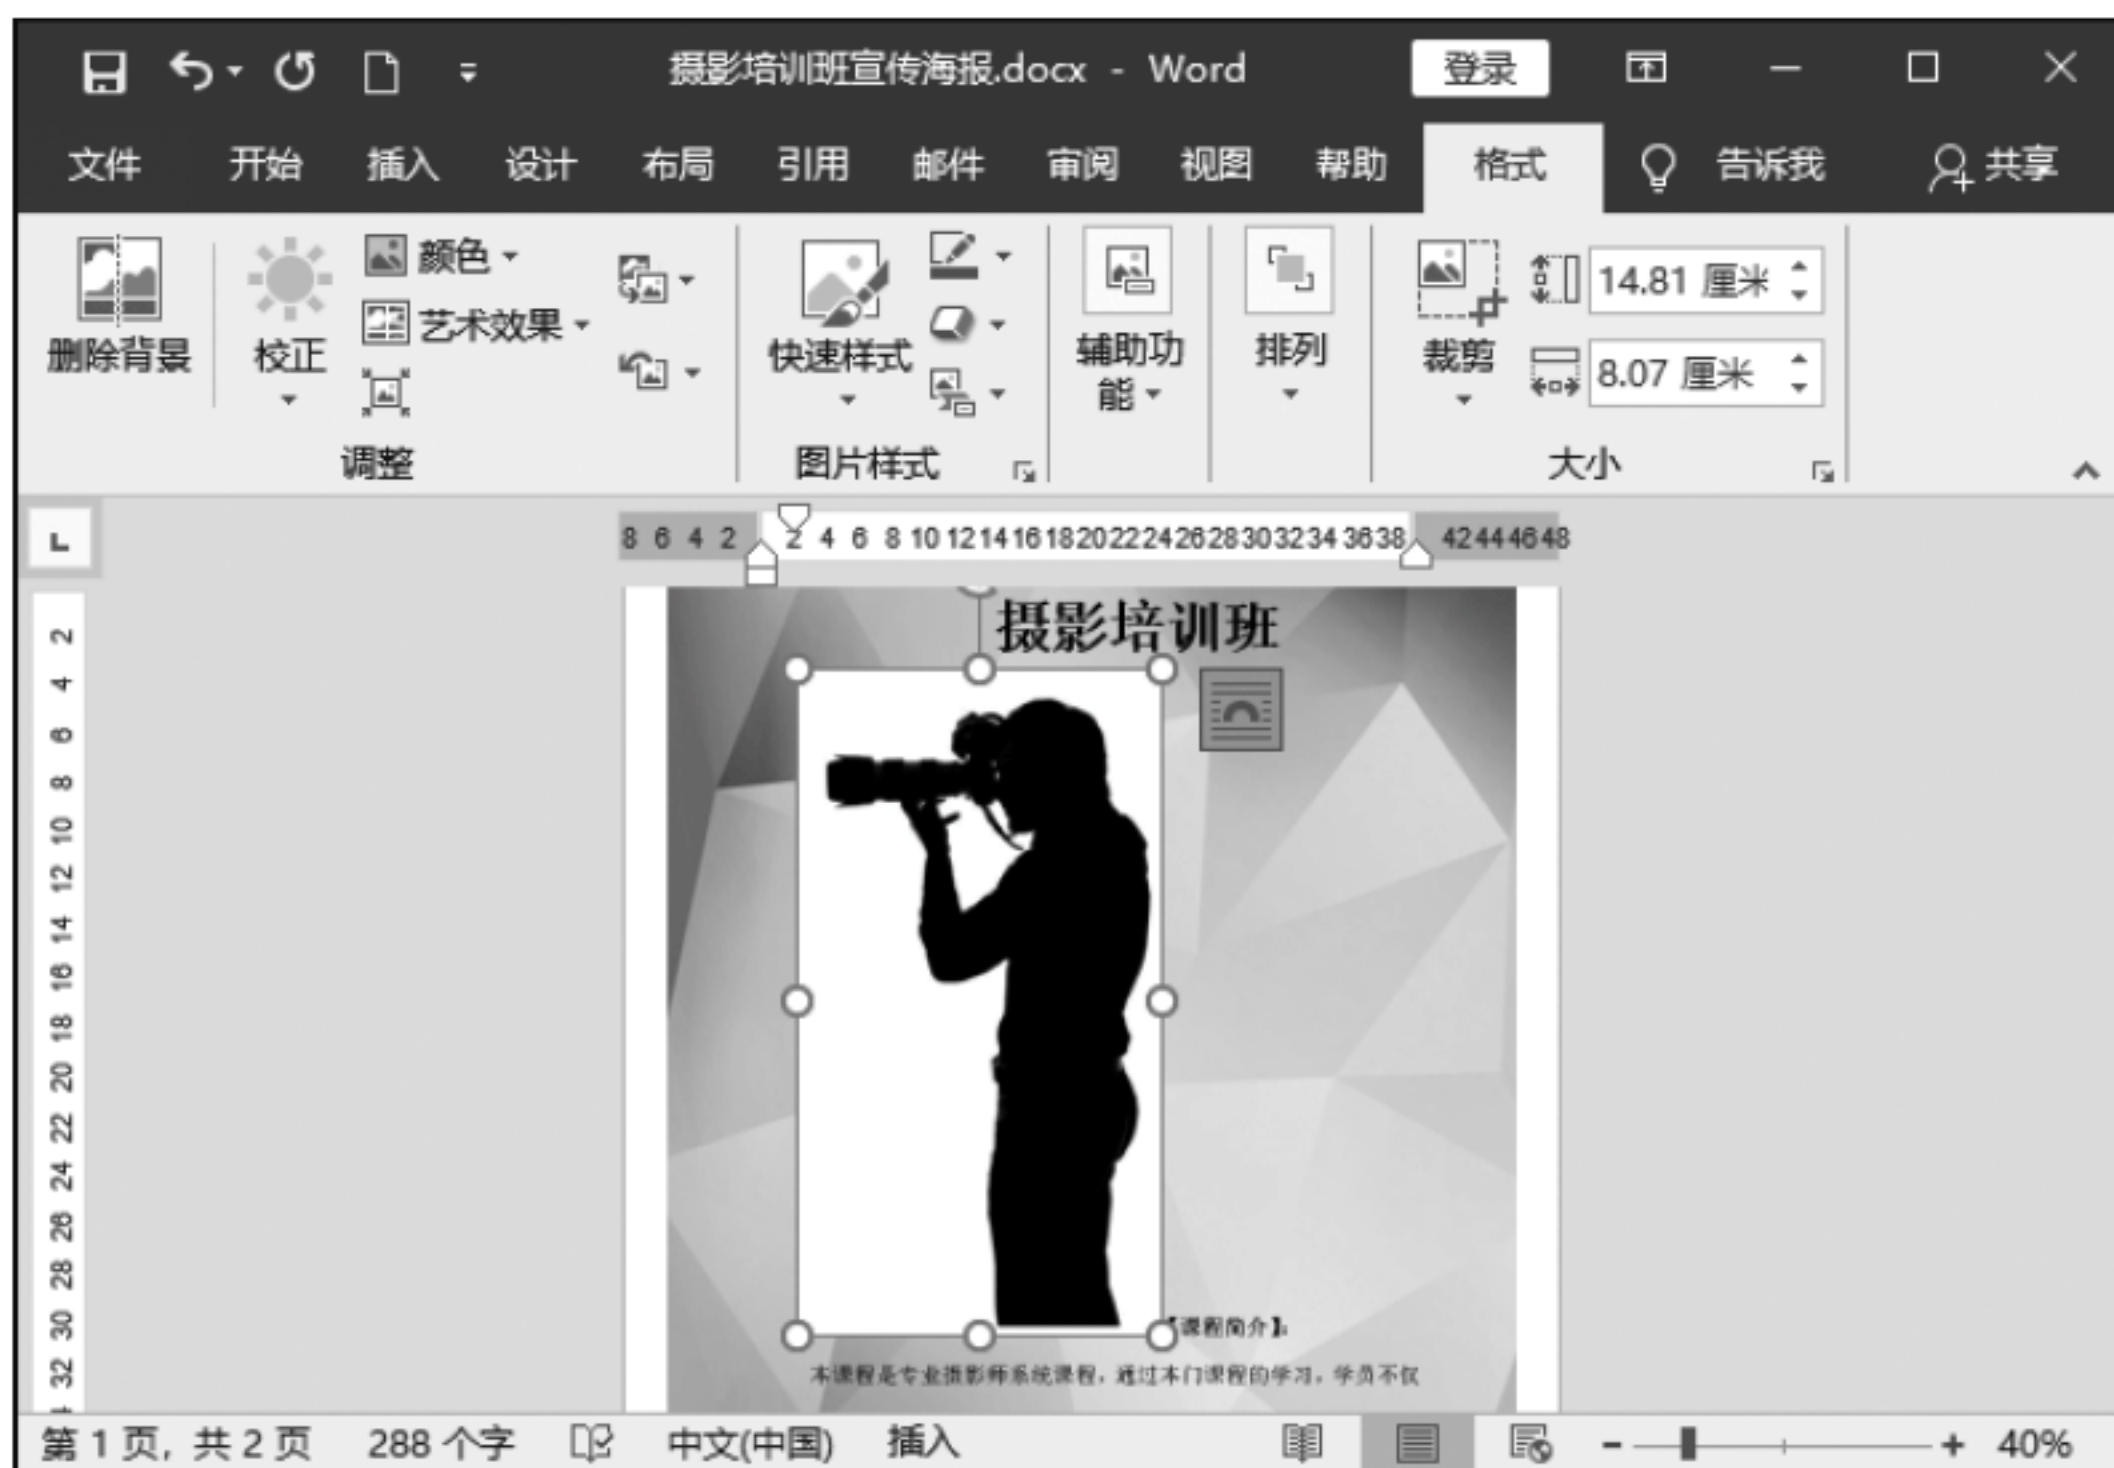 摄影培训班宣传海报.docx - Word 登录
文件 开始 插入 设计 布局 引用 邮件 审阅 视图 帮助 格式 告诉我 共享
删除背景 校正 颜色 艺术效果 快速样式 辅助功能 排列 裁剪 14.81 厘米 8.07 厘米
调整 图片样式 大小
8 6 4 2 2 4 6 8 10 12 14 16 18 20 22 24 26 28 30 32 34 36 38 42 44 46 48
2
4
6
8
10
12
14
16
18
20
22
24
26
28
30
32
摄影培训班
【课程简介】：
本课程是专业摄影师系统课程，通过本门课程的学习，学员不仅
第 1 页，共 2 页 288 个字 中文(中国) 插入 40%